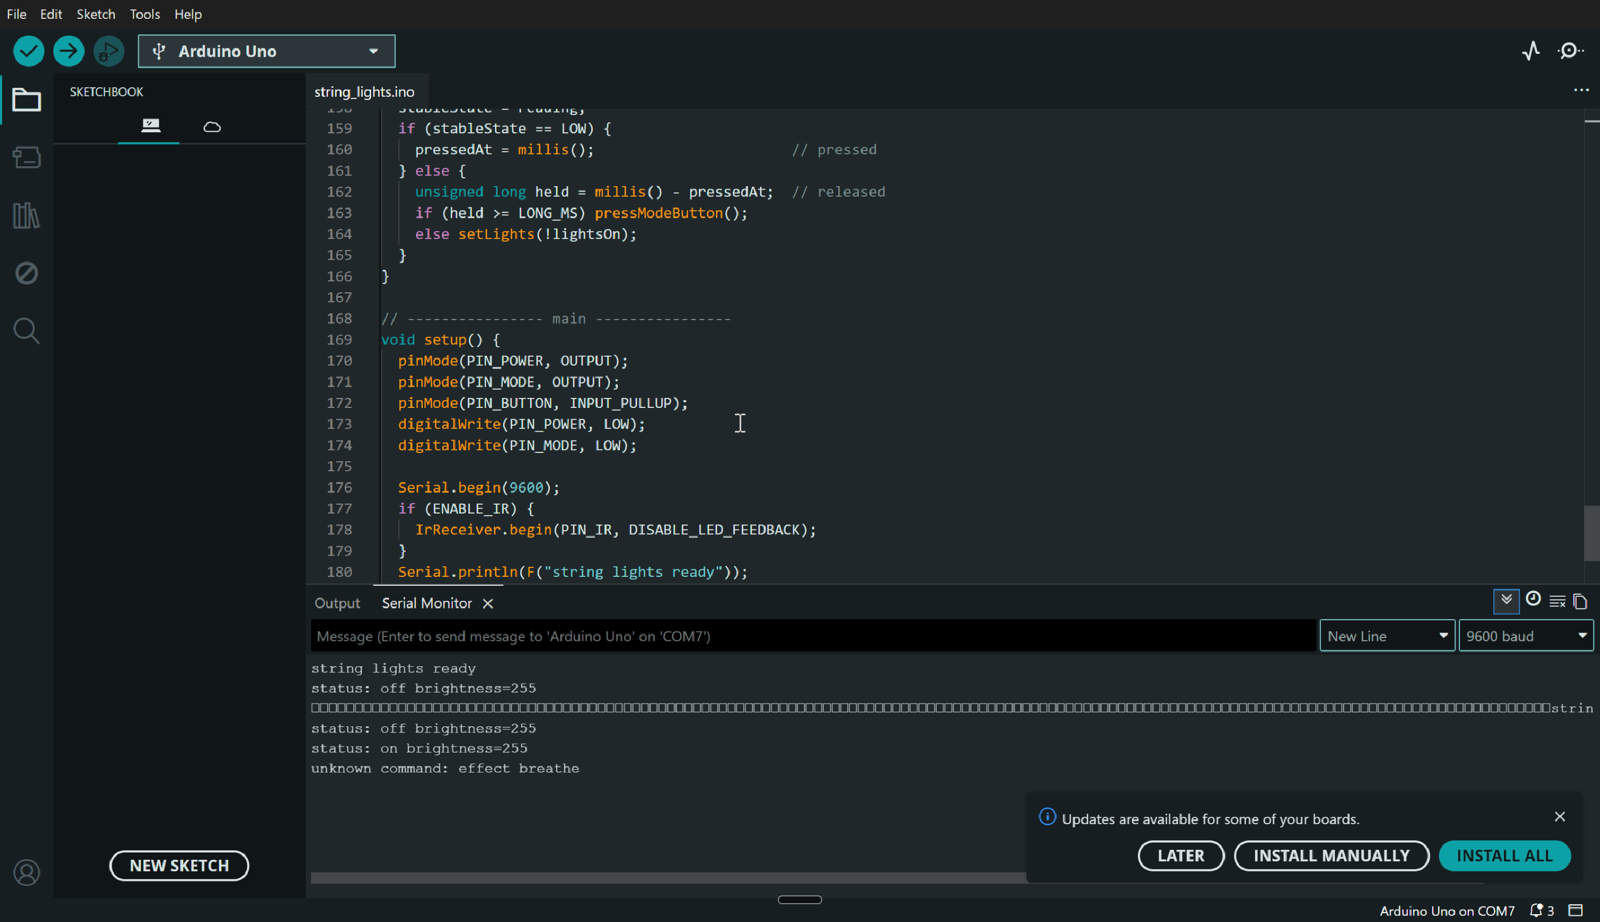 File Edit Sketch Tools Help
Arduino Uno
SKETCHBOOK
string_lights.ino
158 stableState = reading;
159 if (stableState == LOW) {
160 pressedAt = millis(); // pressed
161 } else {
162 unsigned long held = millis() - pressedAt; // released
163 if (held >= LONG_MS) pressModeButton();
164 else setLights(!lightsOn);
165 }
166 }
167
168 // ---------------- main ----------------
169 void setup() {
170 pinMode(PIN_POWER, OUTPUT);
171 pinMode(PIN_MODE, OUTPUT);
172 pinMode(PIN_BUTTON, INPUT_PULLUP);
173 digitalWrite(PIN_POWER, LOW);
174 digitalWrite(PIN_MODE, LOW);
175
176 Serial.begin(9600);
177 if (ENABLE_IR) {
178 IrReceiver.begin(PIN_IR, DISABLE_LED_FEEDBACK);
179 }
180 Serial.println(F("string lights ready"));
Output Serial Monitor
Message (Enter to send message to 'Arduino Uno' on 'COM7')
New Line
9600 baud
string lights ready
status: off brightness=255
strin
status: off brightness=255
status: on brightness=255
unknown command: effect breathe
Updates are available for some of your boards.
LATER INSTALL MANUALLY INSTALL ALL
NEW SKETCH
Arduino Uno on COM7 3